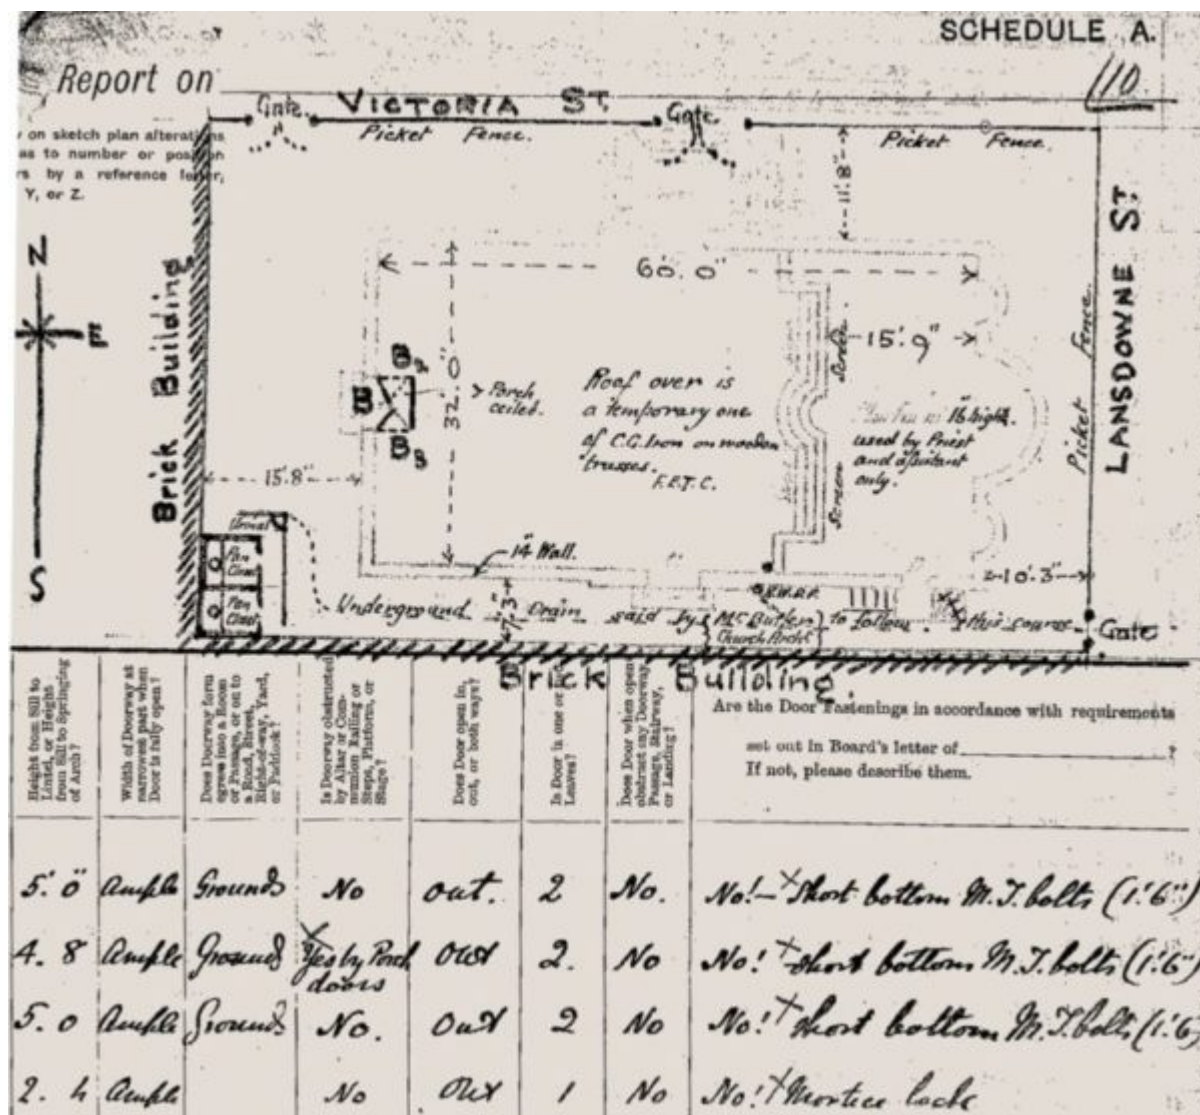 SCHEDULE A.
Report on
110.
Gate. VICTORIA ST. Gate.
Picket Fence.
Picket Fence.
on sketch plan alterations
as to number or position
rs by a reference letter,
Y, or Z.
N
E
S
Brick Building
LANSDOWNE ST
Picket Fence.
11'.8"
60'.0"
32'.0"
15'.9"
Screen
Screen
B
B
B
Porch
ceiled.
Roof over is
a temporary one
of C.G. Iron on wooden
trusses.
F.E.T.C.
16 high.
used by Priest
and assistant
only.
15'.8"
Urinal
Pan
Closet
Pan
Closet
14" Wall.
10'.3"
R.W.D.P.
Underground Drain said by Mr Butler to follow this course
Church Archt
Gate
Brick Building
Height from Sill to
Lintel, or Height
from Sill to Springing
of Arch?
Width of Doorway at
narrowest part when
Door is fully open?
Does Doorway form
egress into a Room
or Passage, or on to
a Road, Street,
Right-of-way, Yard,
or Paddock?
Is Doorway obstructed
by Altar or Com-
munion Railing or
Steps, Platform, or
Stage?
Does Door open in,
out, or both ways?
Is Door in one or
Leaves?
Does Door when open
obstruct any Doorway,
Passage, Stairway,
or Landing?
Are the Door Fastenings in accordance with requirements
set out in Board's letter of ?
If not, please describe them.
5'. 0" Ample Grounds No out. 2 No. No!– x Short bottom M.T. bolts (1'.6")
4. 8 Ample Grounds x Yes by Porch doors Out 2. No No! x Short bottom M.T. bolts (1'.6")
5. 0 Ample Grounds No. Out 2 No No! x Short bottom M.T. bolts (1'.6
2. Ample No Out 1 No No! x Mortice lock